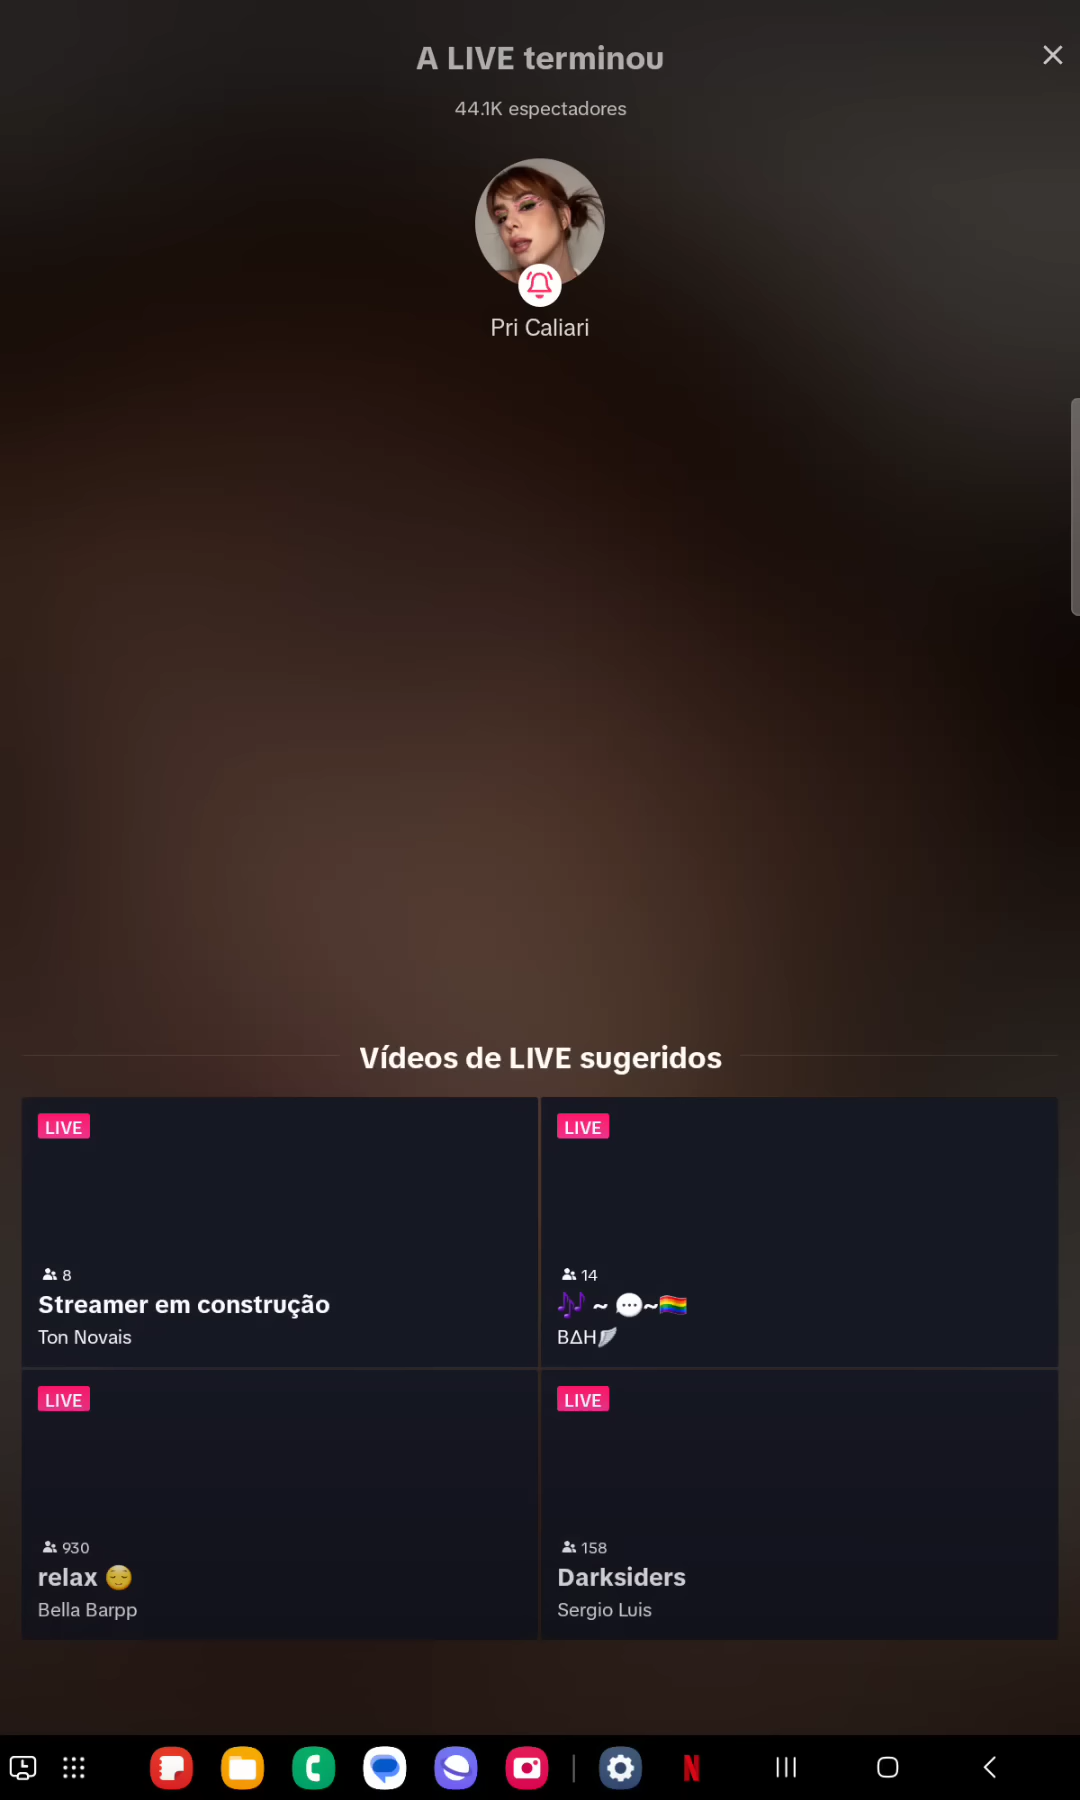 A LIVE terminou
44.1K espectadores
Pri Caliari
Vídeos de LIVE sugeridos
LIVE
8
Streamer em construção
Ton Novais
LIVE
14
🎶 ~ 💬~🏳️‍🌈
BΔH🪽
LIVE
930
relax 😌
Bella Barpp
LIVE
158
Darksiders
Sergio Luis